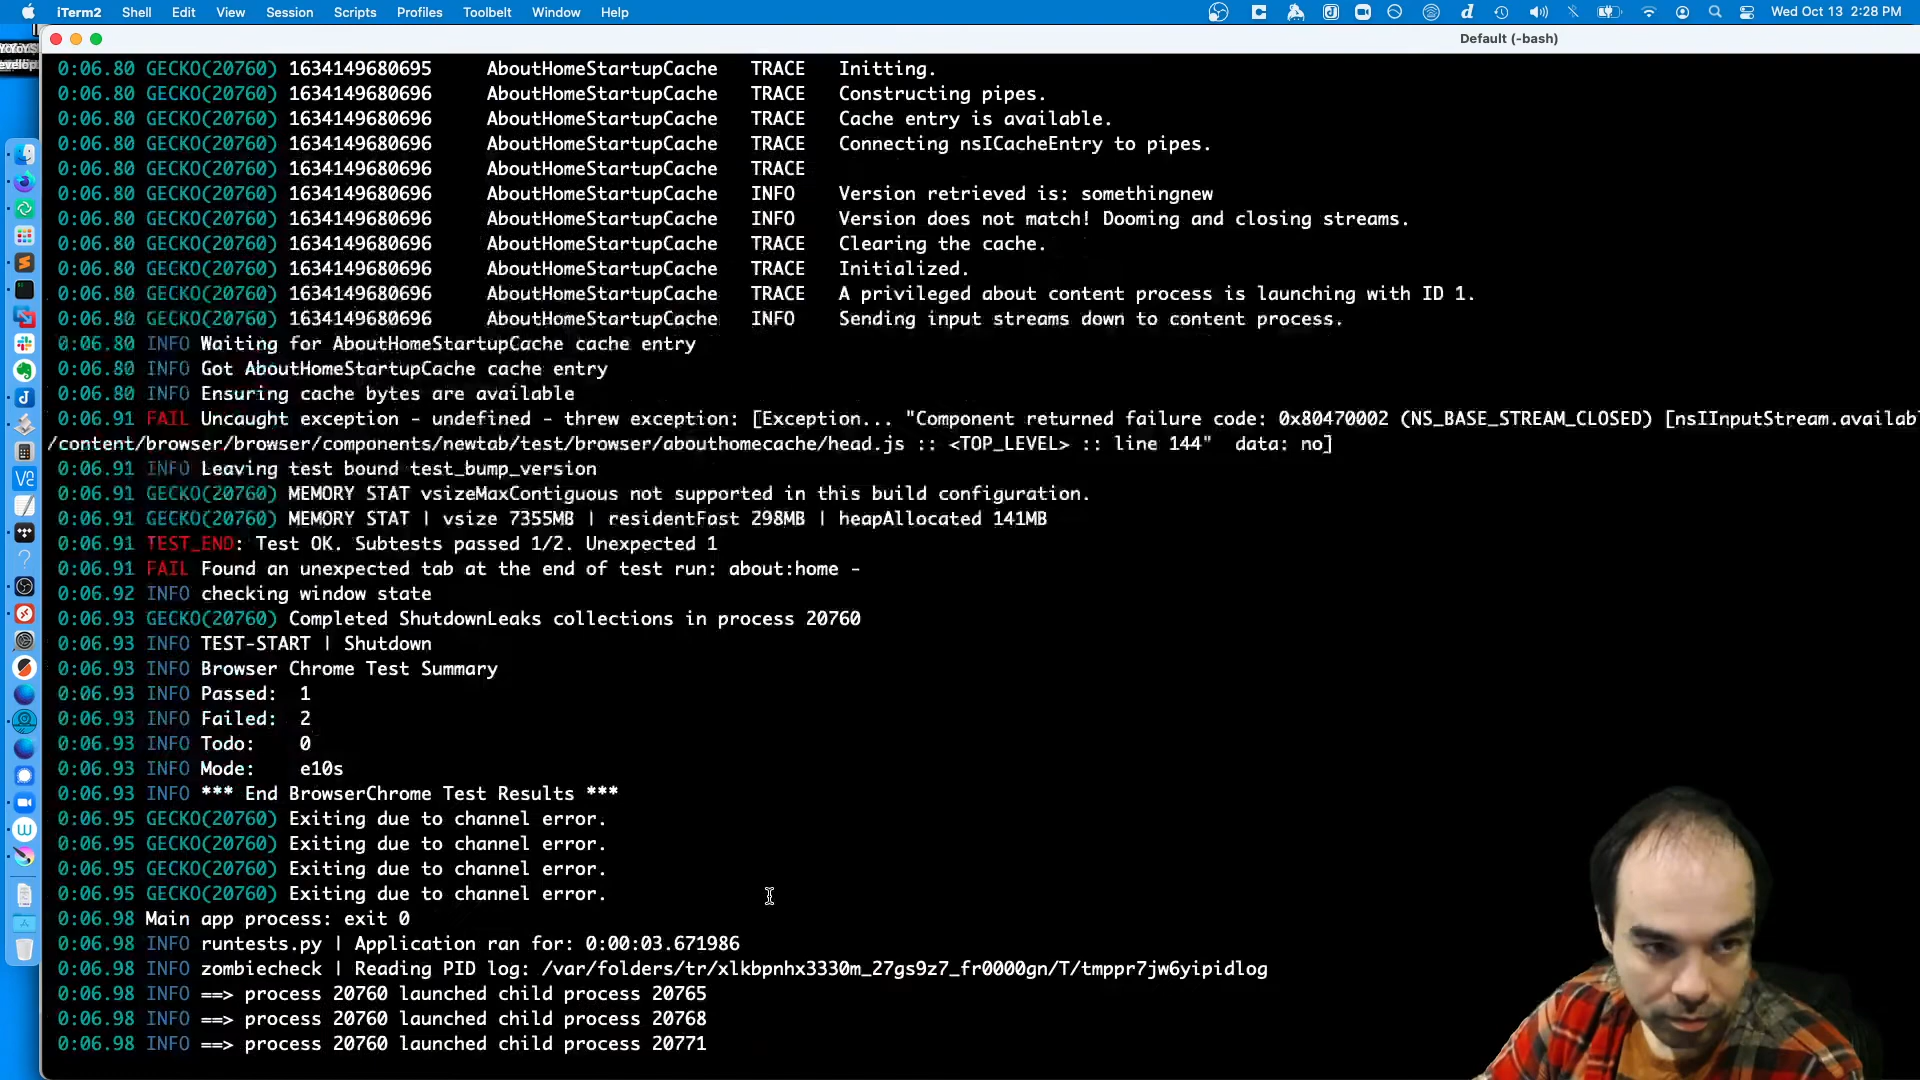 iTerm2 Shell Edit View Session Scripts Profiles Toolbelt Window Help Wed Oct 13 2:28 PM
Default (-bash)
0:06.80 GECKO(20760) 1634149680695 AboutHomeStartupCache TRACE Initting.
0:06.80 GECKO(20760) 1634149680696 AboutHomeStartupCache TRACE Constructing pipes.
0:06.80 GECKO(20760) 1634149680696 AboutHomeStartupCache TRACE Cache entry is available.
0:06.80 GECKO(20760) 1634149680696 AboutHomeStartupCache TRACE Connecting nsICacheEntry to pipes.
0:06.80 GECKO(20760) 1634149680696 AboutHomeStartupCache TRACE
0:06.80 GECKO(20760) 1634149680696 AboutHomeStartupCache INFO Version retrieved is: somethingnew
0:06.80 GECKO(20760) 1634149680696 AboutHomeStartupCache INFO Version does not match! Dooming and closing streams.
0:06.80 GECKO(20760) 1634149680696 AboutHomeStartupCache TRACE Clearing the cache.
0:06.80 GECKO(20760) 1634149680696 AboutHomeStartupCache TRACE Initialized.
0:06.80 GECKO(20760) 1634149680696 AboutHomeStartupCache TRACE A privileged about content process is launching with ID 1.
0:06.80 GECKO(20760) 1634149680696 AboutHomeStartupCache INFO Sending input streams down to content process.
0:06.80 INFO Waiting for AboutHomeStartupCache cache entry
0:06.80 INFO Got AboutHomeStartupCache cache entry
0:06.80 INFO Ensuring cache bytes are available
0:06.91 FAIL Uncaught exception - undefined - threw exception: [Exception... "Component returned failure code: 0x80470002 (NS_BASE_STREAM_CLOSED) [nsIInputStream.availab
/content/browser/browser/components/newtab/test/browser/abouthomecache/head.js :: <TOP_LEVEL> :: line 144" data: no]
0:06.91 INFO Leaving test bound test_bump_version
0:06.91 GECKO(20760) MEMORY STAT vsizeMaxContiguous not supported in this build configuration.
0:06.91 GECKO(20760) MEMORY STAT | vsize 7355MB | residentFast 298MB | heapAllocated 141MB
0:06.91 TEST_END: Test OK. Subtests passed 1/2. Unexpected 1
0:06.91 FAIL Found an unexpected tab at the end of test run: about:home -
0:06.92 INFO checking window state
0:06.93 GECKO(20760) Completed ShutdownLeaks collections in process 20760
0:06.93 INFO TEST-START | Shutdown
0:06.93 INFO Browser Chrome Test Summary
0:06.93 INFO Passed: 1
0:06.93 INFO Failed: 2
0:06.93 INFO Todo: 0
0:06.93 INFO Mode: e10s
0:06.93 INFO *** End BrowserChrome Test Results ***
0:06.95 GECKO(20760) Exiting due to channel error.
0:06.95 GECKO(20760) Exiting due to channel error.
0:06.95 GECKO(20760) Exiting due to channel error.
0:06.95 GECKO(20760) Exiting due to channel error.
0:06.98 Main app process: exit 0
0:06.98 INFO runtests.py | Application ran for: 0:00:03.671986
0:06.98 INFO zombiecheck | Reading PID log: /var/folders/tr/xlkbpnhx3330m_27gs9z7_fr0000gn/T/tmppr7jw6yipidlog
0:06.98 INFO ==> process 20760 launched child process 20765
0:06.98 INFO ==> process 20760 launched child process 20768
0:06.98 INFO ==> process 20760 launched child process 20771